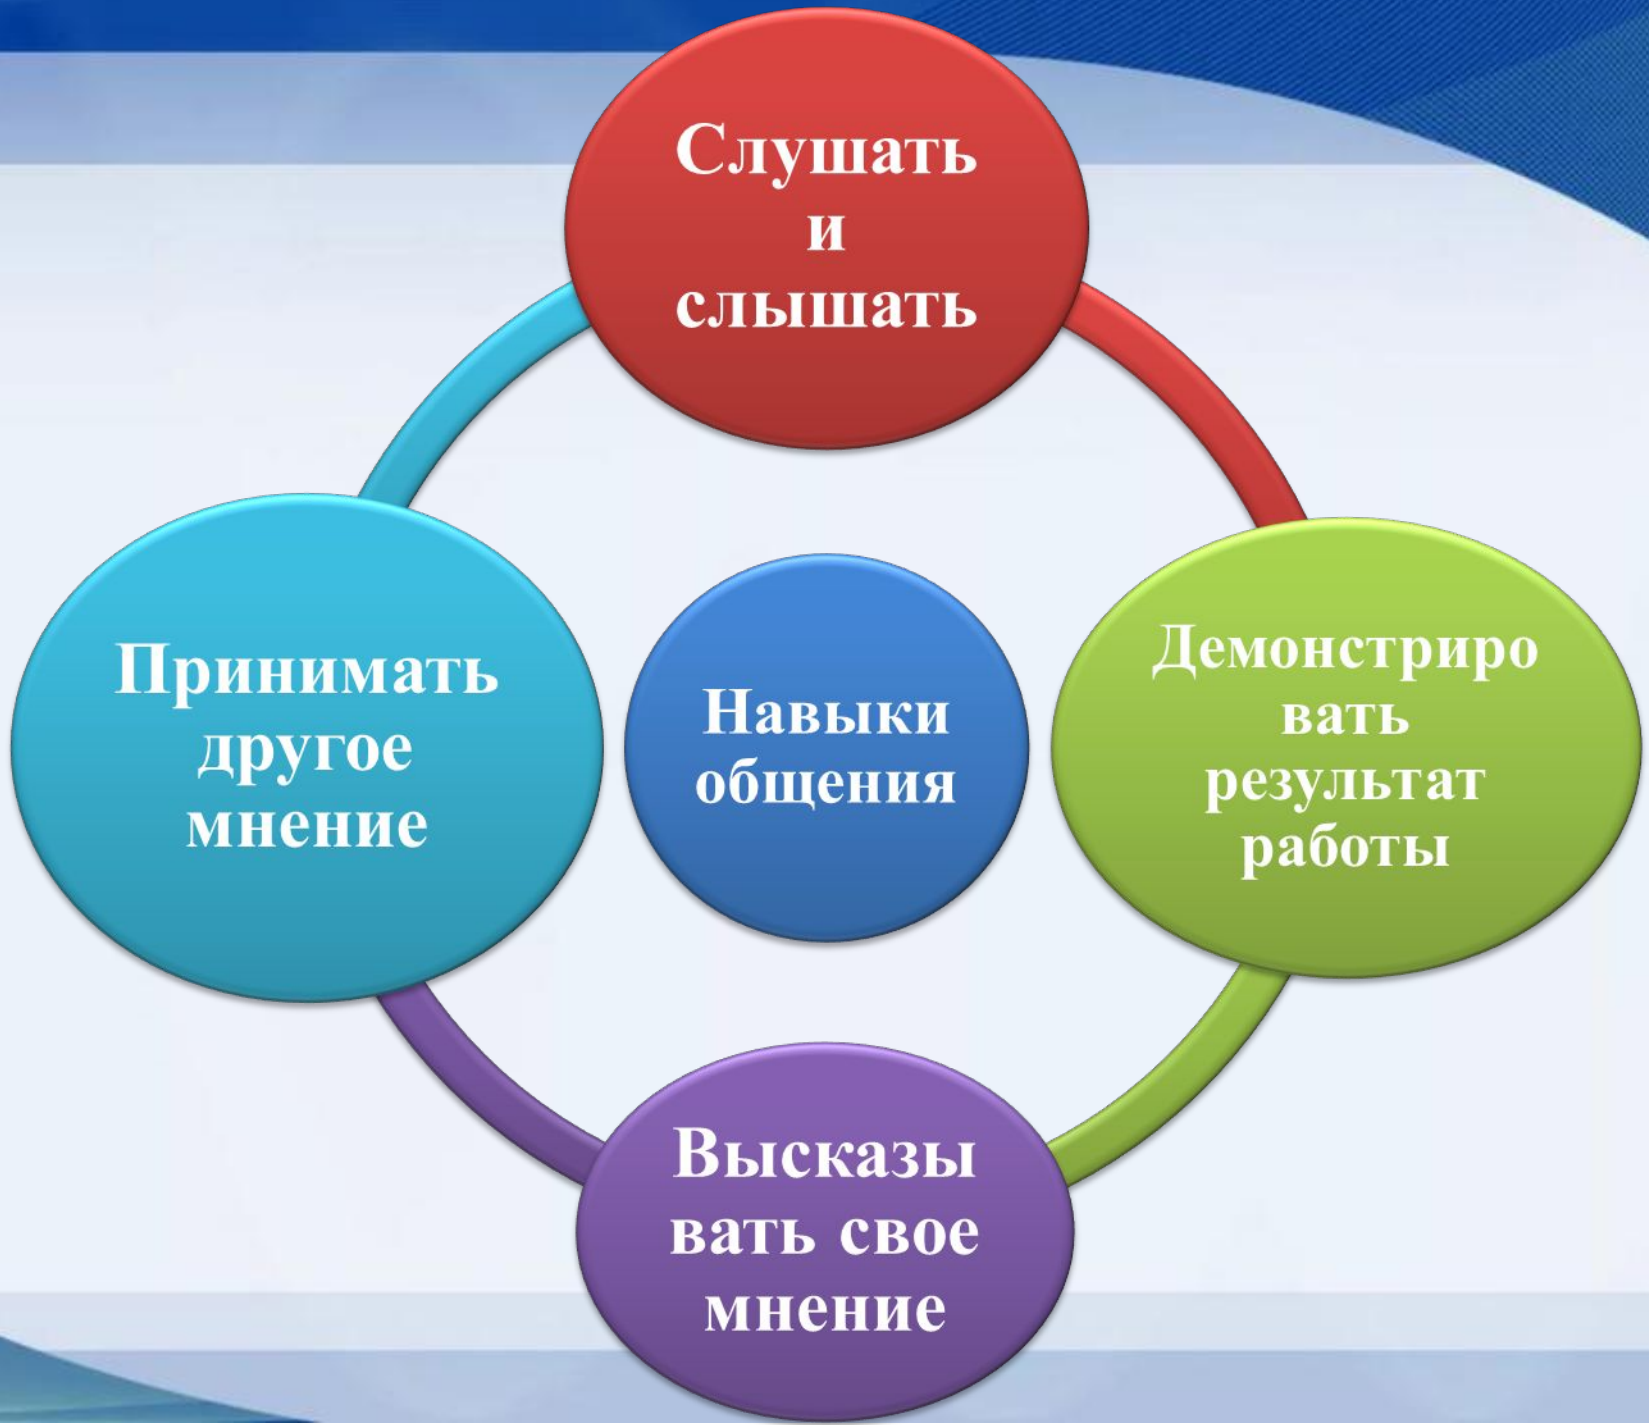 Слушать
и
слышать
Принимать
другое
мнение
Навыки
общения
Демонстриро
вать
результат
работы
Высказы
вать свое
мнение